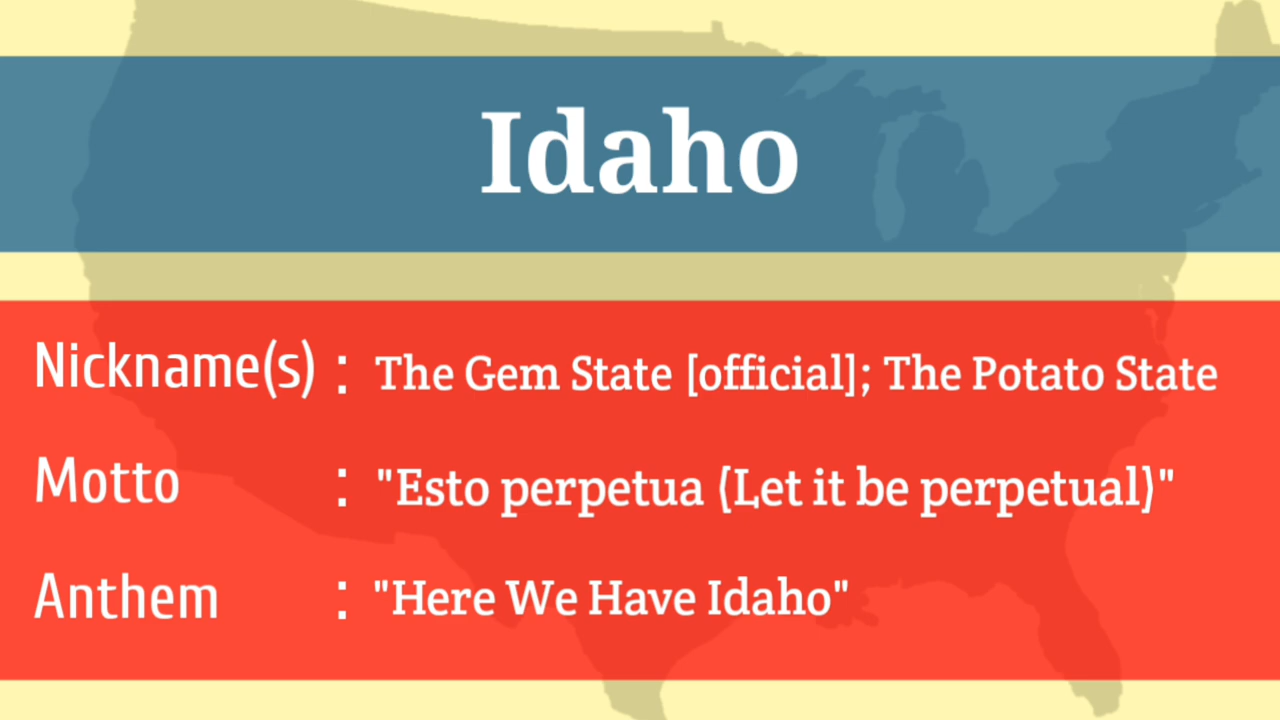 Idaho
Nickname(s) : The Gem State [official]; The Potato State
Motto : "Esto perpetua (Let it be perpetual)"
Anthem : "Here We Have Idaho"